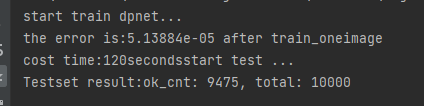 start train dpnet...
the error is:5.13884e-05 after train_oneimage
cost time:120secondsstart test ...
Testset result:ok_cnt: 9475, total: 10000